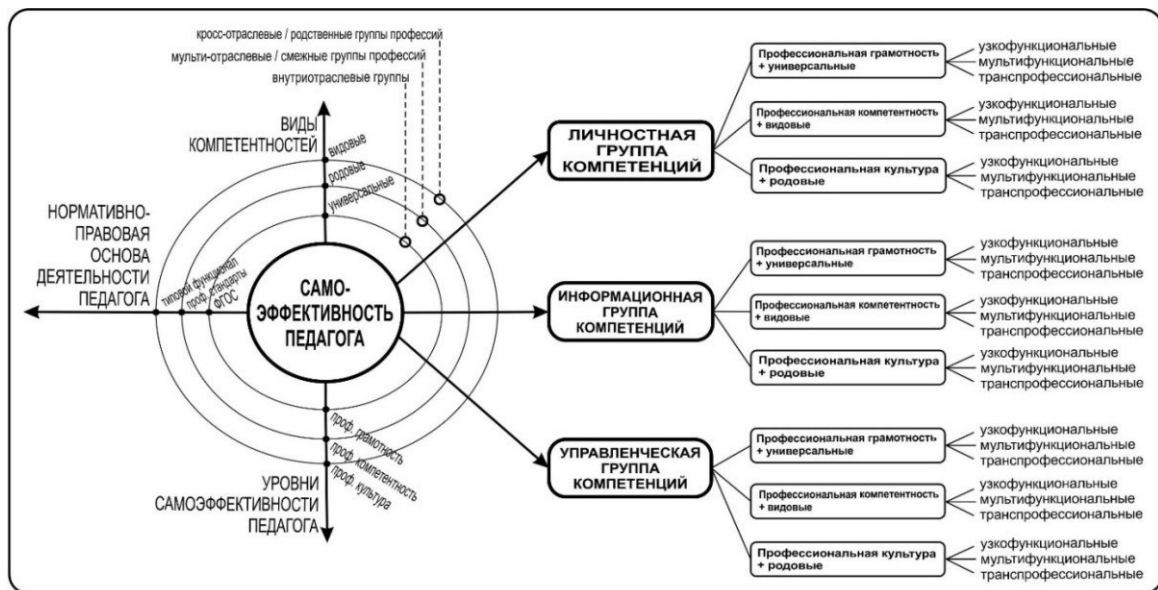 кросс-отраслевые / родственные группы профессий
мульти-отраслевые / смежные группы профессий
внутриотраслевые группы
ВИДЫ
КОМПЕТЕНТНОСТЕЙ
видовые
родовые
универсальные
НОРМАТИВНО-
ПРАВОВАЯ
ОСНОВА
ДЕЯТЕЛЬНОСТИ
ПЕДАГОГА
типовой функционал
проф. стандарты
ФГОС
САМО-
ЭФФЕКТИВНОСТЬ
ПЕДАГОГА
проф. грамотность
проф. компетентность
проф. культура
УРОВНИ
САМОЭФФЕКТИВНОСТИ
ПЕДАГОГА
ЛИЧНОСТНАЯ
ГРУППА
КОМПЕТЕНЦИЙ
Профессиональная грамотность
+ универсальные
узкофункциональные
мультифункциональные
транспрофессиональные
Профессиональная компетентность
+ видовые
узкофункциональные
мультифункциональные
транспрофессиональные
Профессиональная культура
+ родовые
узкофункциональные
мультифункциональные
транспрофессиональные
ИНФОРМАЦИОННАЯ
ГРУППА
КОМПЕТЕНЦИЙ
Профессиональная грамотность
+ универсальные
узкофункциональные
мультифункциональные
транспрофессиональные
Профессиональная компетентность
+ видовые
узкофункциональные
мультифункциональные
транспрофессиональные
Профессиональная культура
+ родовые
узкофункциональные
мультифункциональные
транспрофессиональные
УПРАВЛЕНЧЕСКАЯ
ГРУППА
КОМПЕТЕНЦИЙ
Профессиональная грамотность
+ универсальные
узкофункциональные
мультифункциональные
транспрофессиональные
Профессиональная компетентность
+ видовые
узкофункциональные
мультифункциональные
транспрофессиональные
Профессиональная культура
+ родовые
узкофункциональные
мультифункциональные
транспрофессиональные